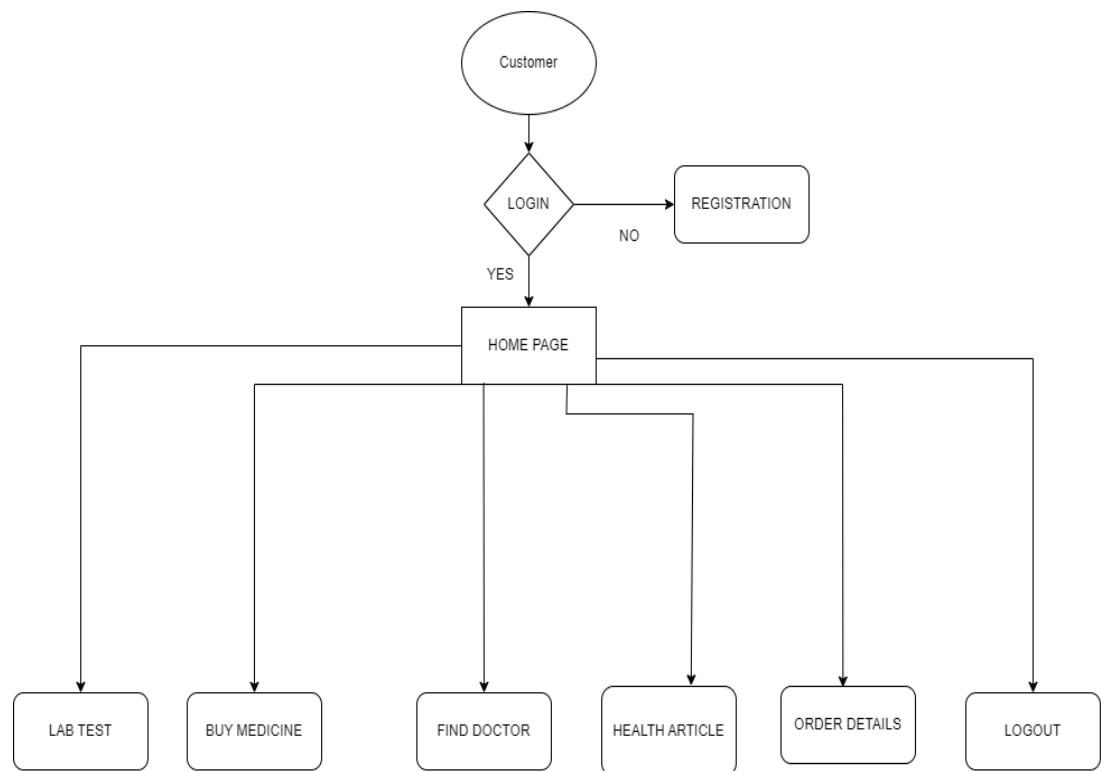 Customer
LOGIN
REGISTRATION
NO
YES
HOME PAGE
LAB TEST
BUY MEDICINE
FIND DOCTOR
HEALTH ARTICLE
ORDER DETAILS
LOGOUT